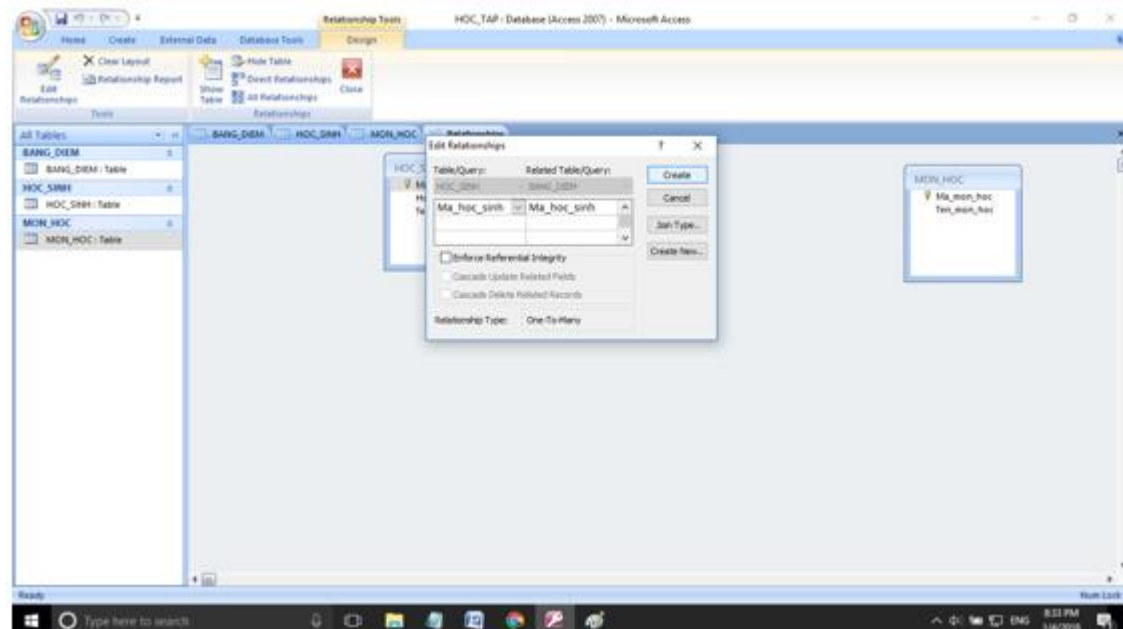 Relationship Tools
HOC_TAP : Database (Access 2007) - Microsoft Access
Home Create External Data Database Tools Design
Clear Layout
Relationship Report
Edit Relationships
Tools
Show Table
Hide Table
Direct Relationships
All Relationships
Close
Relationships
All Tables
BANG_DIEM
BANG_DIEM : Table
HOC_SINH
HOC_SINH : Table
MON_HOC
MON_HOC : Table
BANG_DIEM HOC_SINH MON_HOC Relationships
Edit Relationships
? X
Table/Query: Related Table/Query:
HOC_SINH BANG_DIEM
Ma_hoc_sinh Ma_hoc_sinh
Enforce Referential Integrity
Cascade Update Related Fields
Cascade Delete Related Records
Relationship Type: One-To-Many
Create
Cancel
Join Type...
Create New...
MON_HOC
Ma_mon_hoc
Ten_mon_hoc
Ready
Num Lock
Type here to search
ENG
8:33 PM